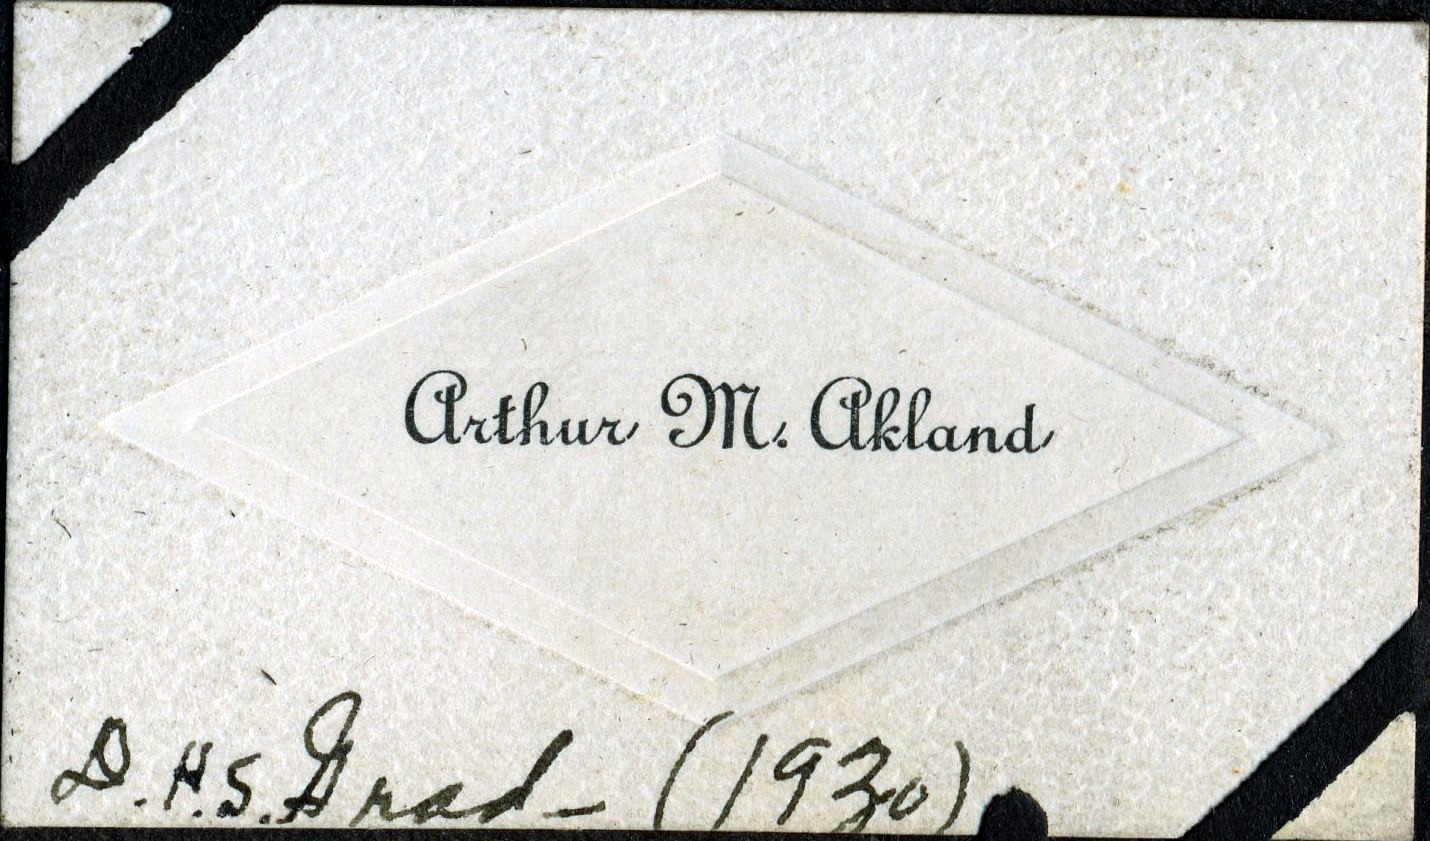 Arthur M. Akland
D.H.S. Grad- (1930)